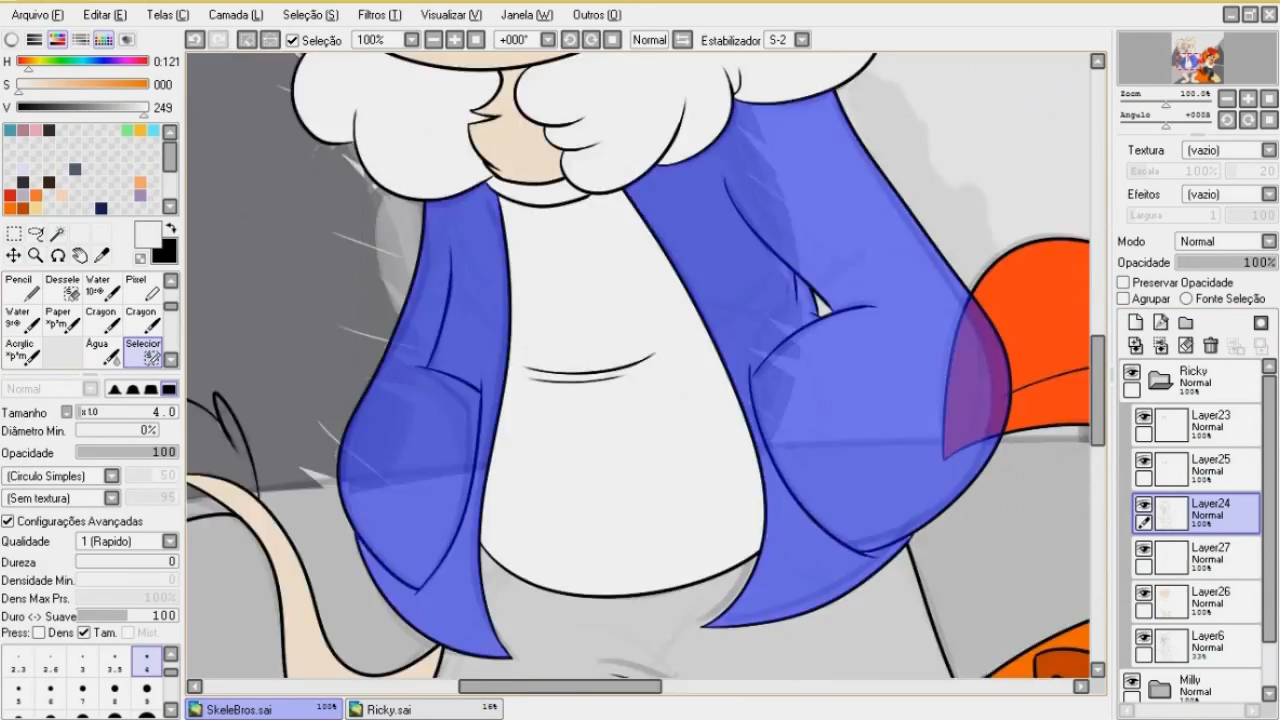 Arquivo (F) Editar (E) Telas (C) Camada (L) Seleção (S) Filtros (T) Visualizar (V) Janela (W) Outros (O)
Seleção 100% +000° Normal Estabilizador S-2
H 0:121
S 000
V 249
Zoom 100.0%
Angulo +000A
Textura (vazio)
Escala 100% 20
Efeitos (vazio)
Largura 1 100
Modo Normal
Opacidade 100%
Preservar Opacidade
Agrupar Fonte Seleção
Pencil Dessele Water Pixel
Water Paper Crayon Crayon
Acrylic Água Selecior
Normal
Tamanho x1.0 4.0
Diâmetro Min. 0%
Opacidade 100
(Circulo Simples) 50
(Sem textura) 95
Configurações Avançadas
Qualidade 1 (Rapido)
Dureza 0
Densidade Min. 0
Dens Max Prs. 100%
Duro <-> Suave 100
Press: Dens Tam. Mist.
2.3 2.6 3 3.5 4
5 6 7 8 9
Ricky
Normal
100%
Layer23
Normal
100%
Layer25
Normal
100%
Layer24
Normal
100%
Layer27
Normal
100%
Layer26
Normal
100%
Layer6
Normal
33%
Milly
Normal
SkeleBros.sai 100% Ricky.sai 16%